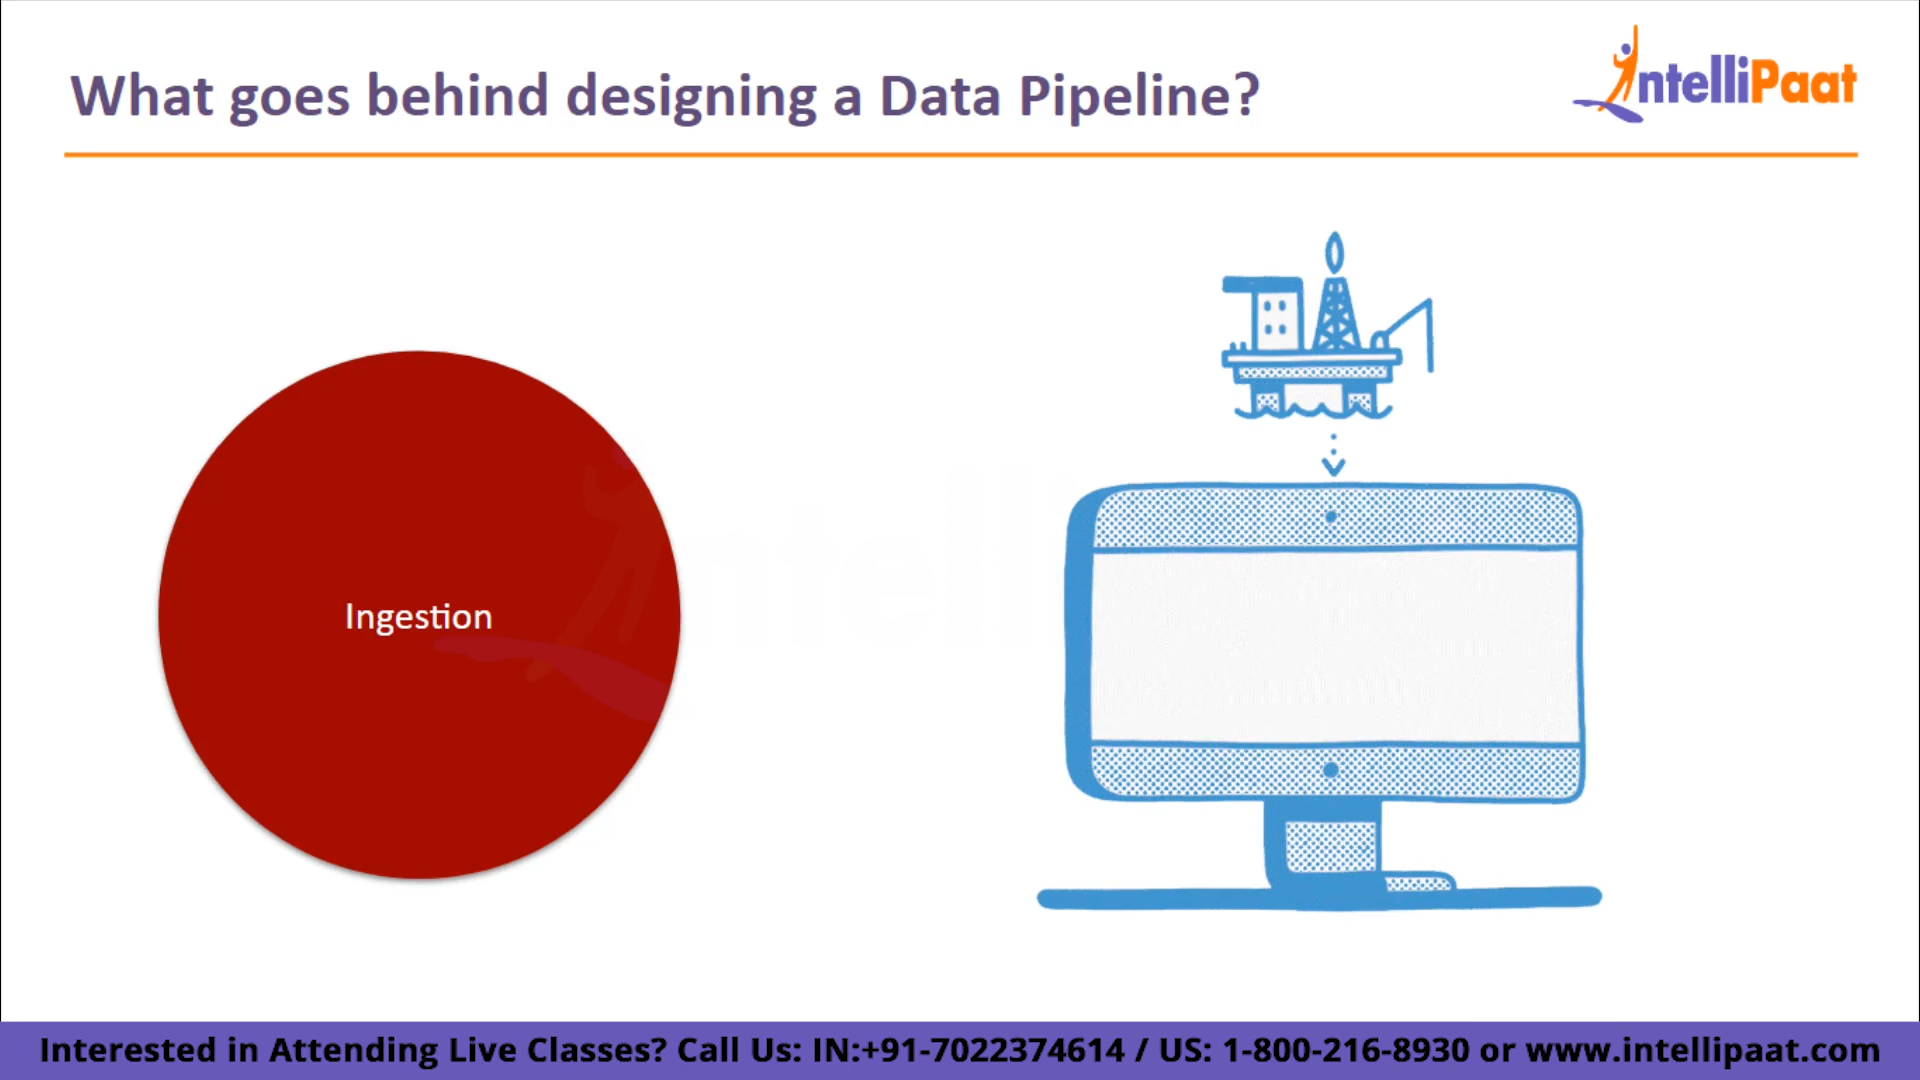 What goes behind designing a Data Pipeline?
IntelliPaat
Ingestion
Interested in Attending Live Classes? Call Us: IN:+91-7022374614 / US: 1-800-216-8930 or www.intellipaat.com